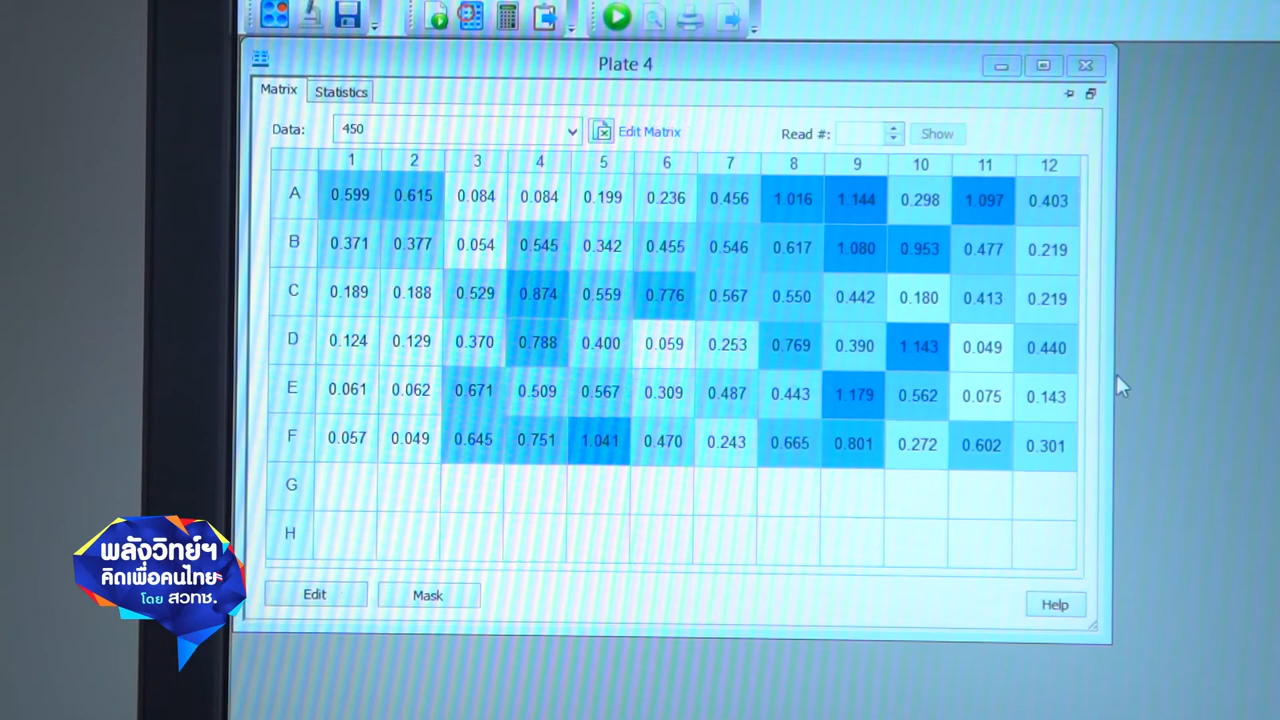 Plate 4
Matrix Statistics
Data: 450 Edit Matrix Read #: Show
1 2 3 4 5 6 7 8 9 10 11 12
A 0.599 0.615 0.084 0.084 0.199 0.236 0.456 1.016 1.144 0.298 1.097 0.403
B 0.371 0.377 0.054 0.545 0.342 0.455 0.546 0.617 1.080 0.953 0.477 0.219
C 0.189 0.188 0.529 0.874 0.559 0.776 0.567 0.550 0.442 0.180 0.413 0.219
D 0.124 0.129 0.370 0.788 0.400 0.059 0.253 0.769 0.390 1.143 0.049 0.440
E 0.061 0.062 0.671 0.509 0.567 0.309 0.487 0.443 1.179 0.562 0.075 0.143
F 0.057 0.049 0.645 0.751 1.041 0.470 0.243 0.665 0.801 0.272 0.602 0.301
G
H
Edit Mask Help
พลังวิทย์ฯ
คิดเพื่อคนไทย
โดย สวทช.